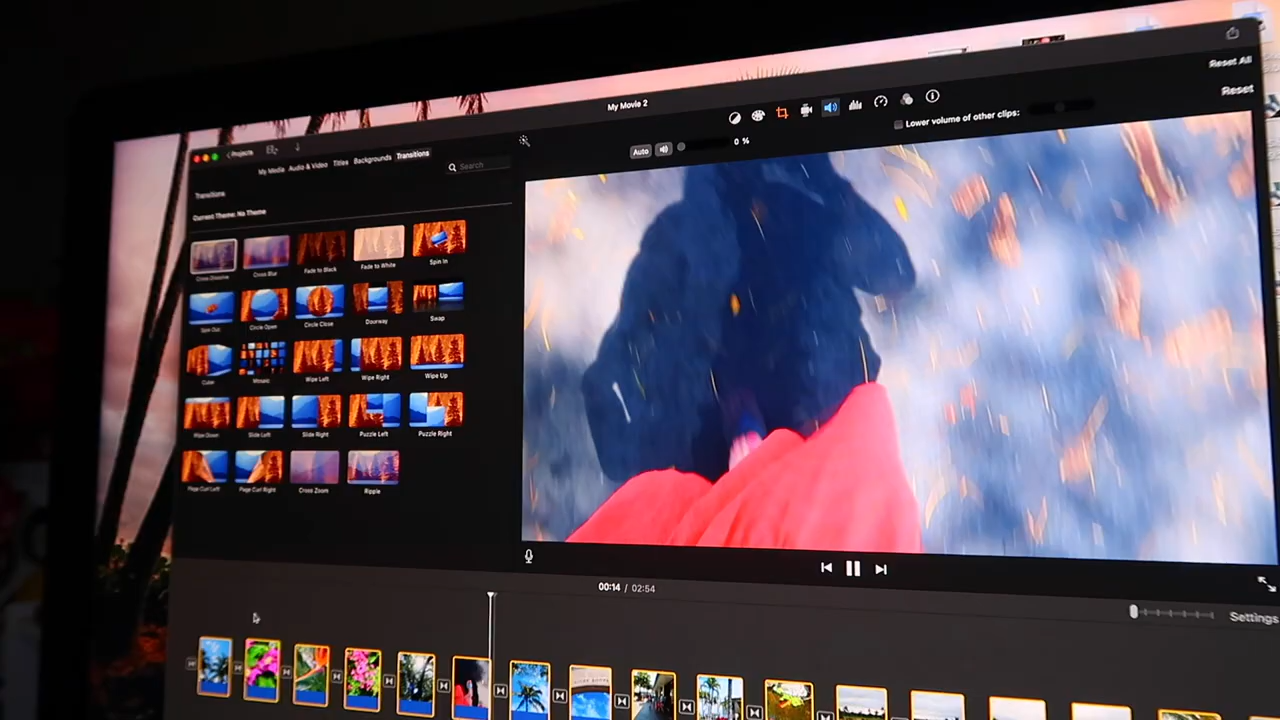 My Movie 2
Reset All
Reset
Projects
My Media Audio & Video Titles Backgrounds Transitions
Search
Auto
0 %
Lower volume of other clips:
Transitions
Current Theme: No Theme
Cross Dissolve Cross Blur Fade to Black Fade to White Spin In
Spin Out Circle Open Circle Close Doorway Swap
Cube Mosaic Wipe Left Wipe Right Wipe Up
Wipe Down Slide Left Slide Right Puzzle Left Puzzle Right
Page Curl Left Page Curl Right Cross Zoom Ripple
00:14 / 02:54
Settings